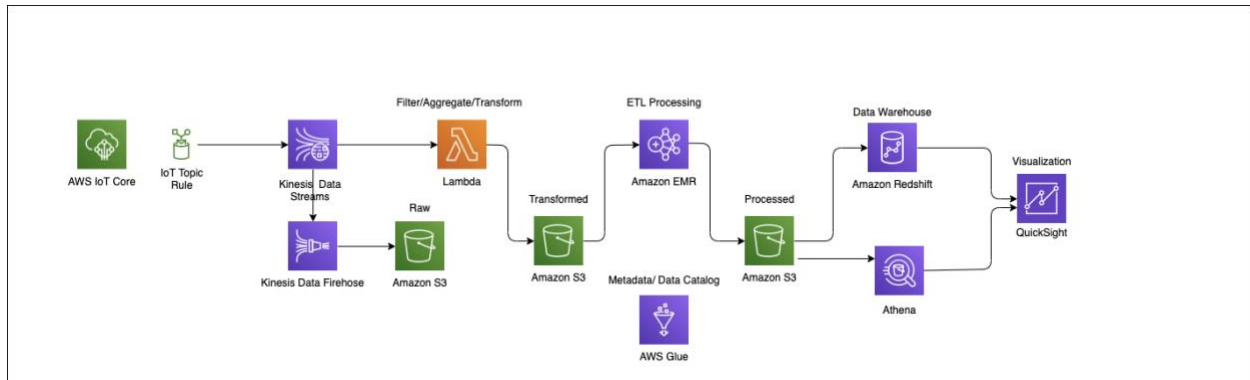 AWS IoT Core
IoT Topic
Rule
Kinesis Data
Streams
Kinesis Data Firehose
Raw
Amazon S3
Filter/Aggregate/Transform
Lambda
Transformed
Amazon S3
ETL Processing
Amazon EMR
Metadata/ Data Catalog
AWS Glue
Processed
Amazon S3
Data Warehouse
Amazon Redshift
Athena
Visualization
QuickSight